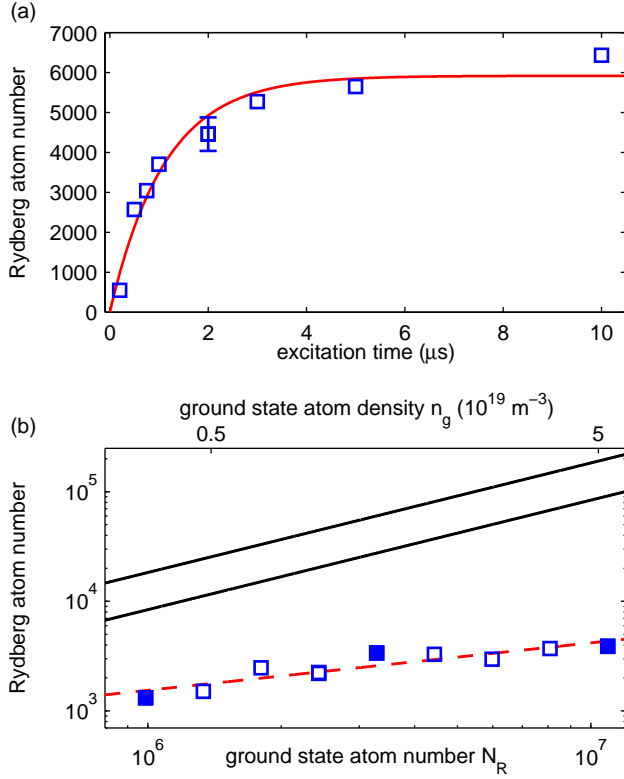 (a)
7000
6000
5000
4000
3000
2000
1000
0
Rydberg atom number
0 2 4 6 8 10
excitation time (μs)
ground state atom density n_g (10^19 m^−3)
(b)
0.5 5
10^5
10^4
10^3
Rydberg atom number
10^6 10^7
ground state atom number N_R